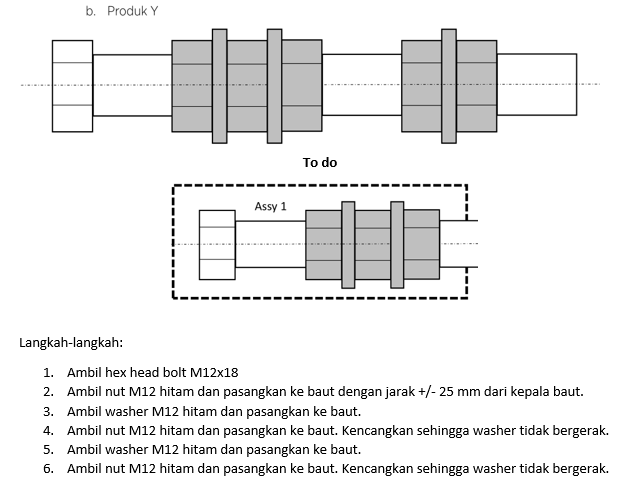 b. Produk Y
To do
Assy 1
Langkah-langkah:
1. Ambil hex head bolt M12x18
2. Ambil nut M12 hitam dan pasangkan ke baut dengan jarak +/- 25 mm dari kepala baut.
3. Ambil washer M12 hitam dan pasangkan ke baut.
4. Ambil nut M12 hitam dan pasangkan ke baut. Kencangkan sehingga washer tidak bergerak.
5. Ambil washer M12 hitam dan pasangkan ke baut.
6. Ambil nut M12 hitam dan pasangkan ke baut. Kencangkan sehingga washer tidak bergerak.